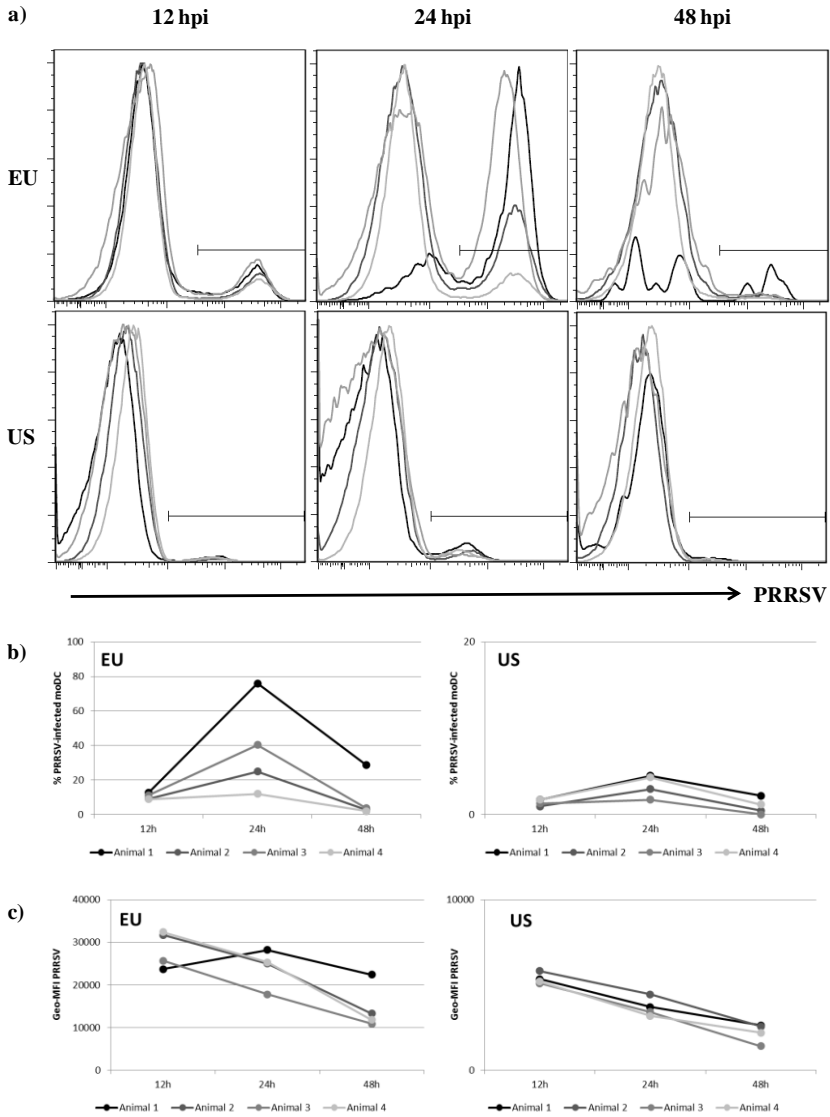 a)
12 hpi
24 hpi
48 hpi
EU
US
PRRSV
b)
EU
% PRRSV-infected moDC
100
80
60
40
20
0
12h
24h
48h
Animal 1
Animal 2
Animal 3
Animal 4
US
% PRRSV-infected moDC
20
0
12h
24h
48h
Animal 1
Animal 2
Animal 3
Animal 4
c)
EU
Geo-MFI PRRSV
40000
30000
20000
10000
0
12h
24h
48h
Animal 1
Animal 2
Animal 3
Animal 4
US
Geo-MFI PRRSV
10000
5000
0
12h
24h
48h
Animal 1
Animal 2
Animal 3
Animal 4